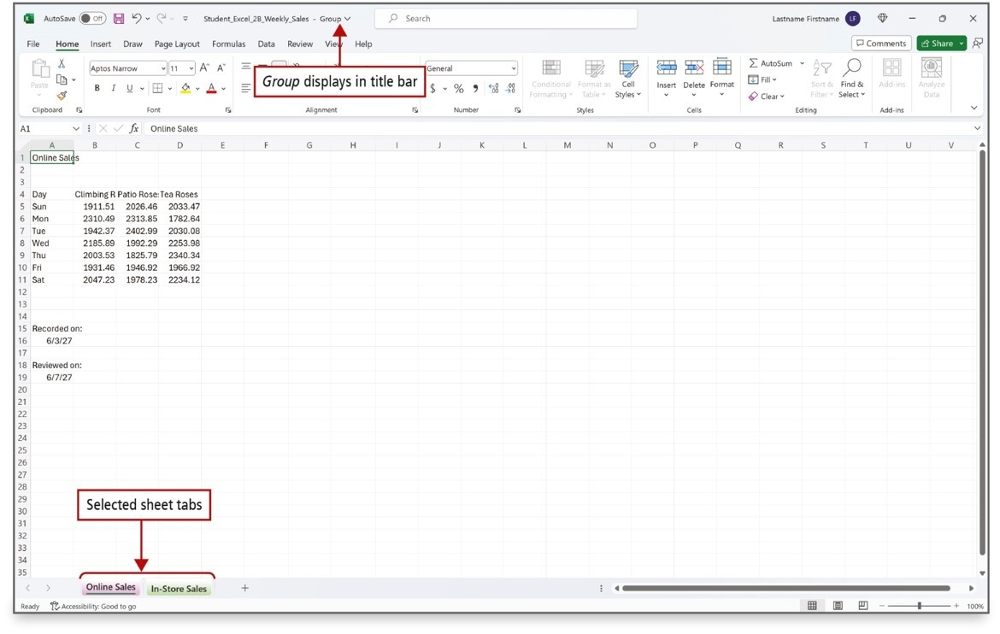 AutoSave Off Student_Excel_2B_Weekly_Sales - Group Search Lastname Firstname LF
File Home Insert Draw Page Layout Formulas Data Review View Help Comments Share
Group displays in title bar
Paste Aptos Narrow 11 A^ A˅ General AutoSum
B I U A $ % 9 Conditional Formatting Format as Table Cell Styles Insert Delete Format Fill Clear Sort & Filter Find & Select Add-ins Analyze Data
Clipboard Font Alignment Number Styles Cells Editing Add-ins
A1 fx Online Sales
A B C D E F G H I J K L M N O P Q R S T U V
1 Online Sales
2
3
4 Day Climbing R Patio Rose: Tea Roses
5 Sun 1911.51 2026.46 2033.47
6 Mon 2310.49 2313.85 1782.64
7 Tue 1942.37 2402.99 2030.08
8 Wed 2185.89 1992.29 2253.98
9 Thu 2003.53 1825.79 2340.34
10 Fri 1931.46 1946.92 1966.92
11 Sat 2047.23 1978.23 2234.12
12
13
14
15 Recorded on:
16 6/3/27
17
18 Reviewed on:
19 6/7/27
20
21
22
23
24
25
26
27
28
29
Selected sheet tabs
30
31
32
33
34
35
Online Sales In-Store Sales +
Ready Accessibility: Good to go 100%